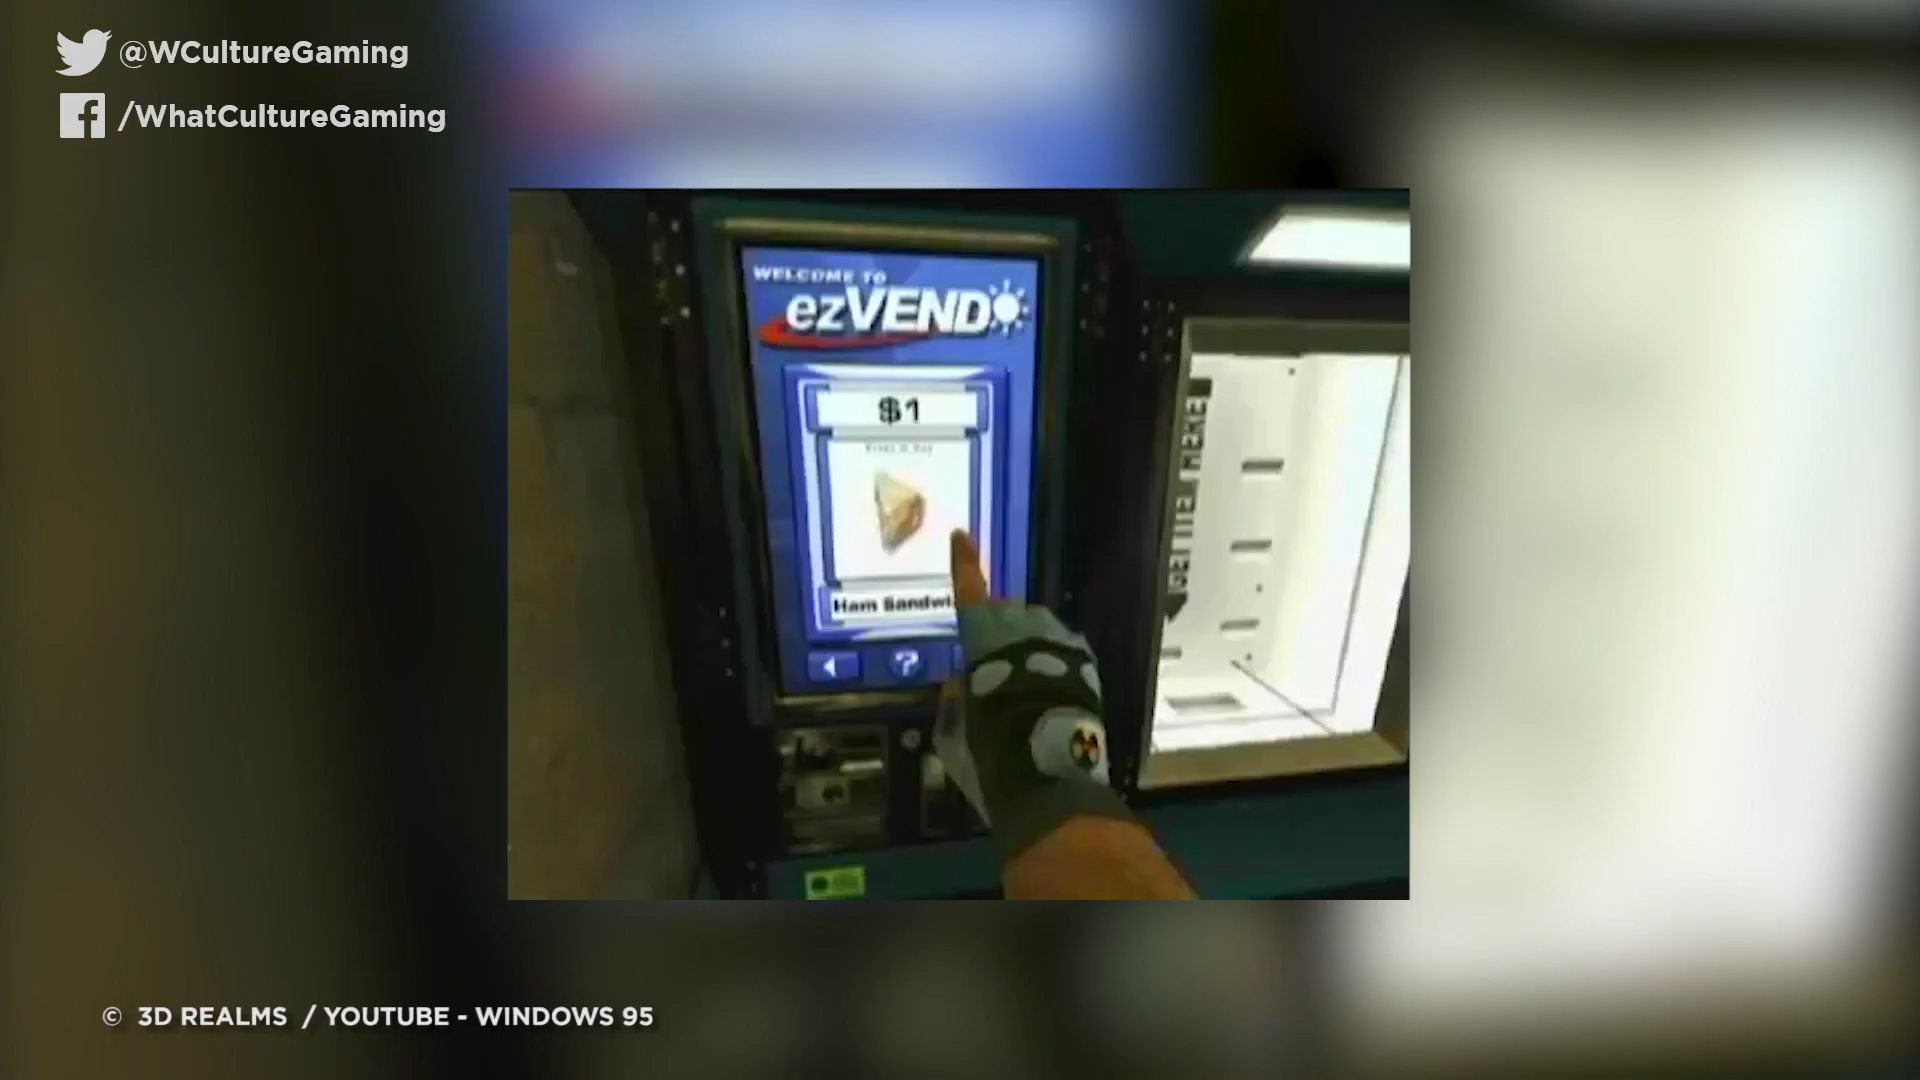 @WCultureGaming
/WhatCultureGaming
WELCOME TO
ezVEND
$1
Ham Sandwi
?
© 3D REALMS / YOUTUBE - WINDOWS 95